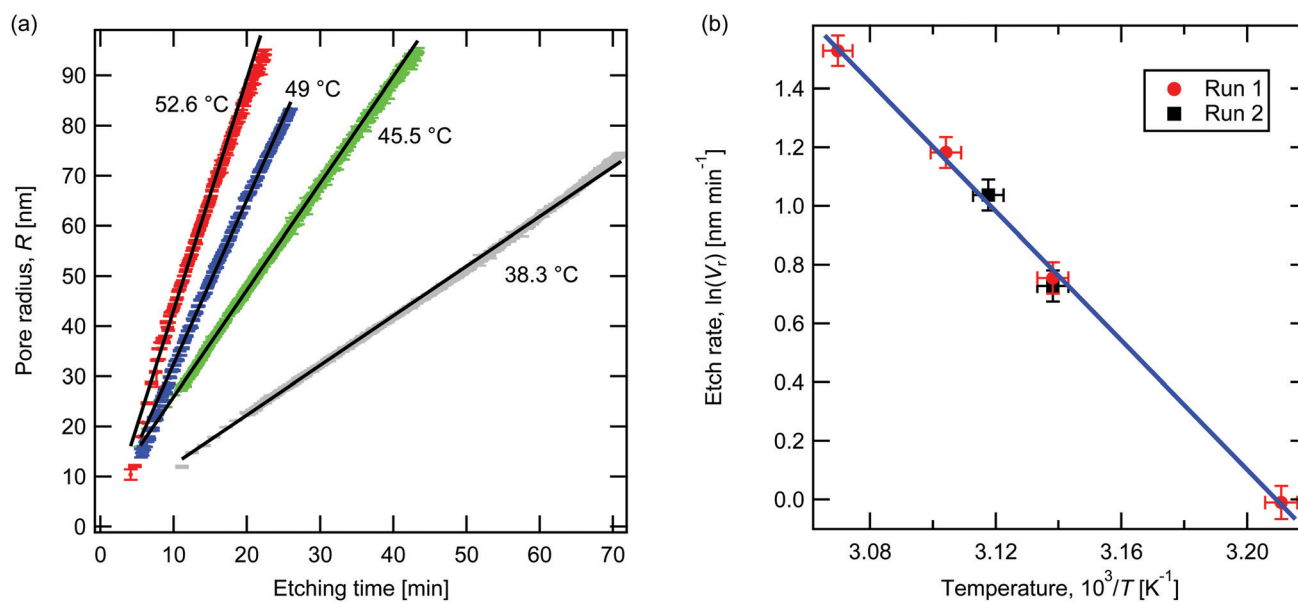 (a)
Pore radius, R [nm]
90
80
70
60
50
40
30
20
10
0
52.6 °C
49 °C
45.5 °C
38.3 °C
0 10 20 30 40 50 60 70
Etching time [min]
(b)
Etch rate, ln(Vr) [nm min⁻¹]
1.4
1.2
1.0
0.8
0.6
0.4
0.2
0.0
Run 1
Run 2
3.08 3.12 3.16 3.20
Temperature, 10³/T [K⁻¹]